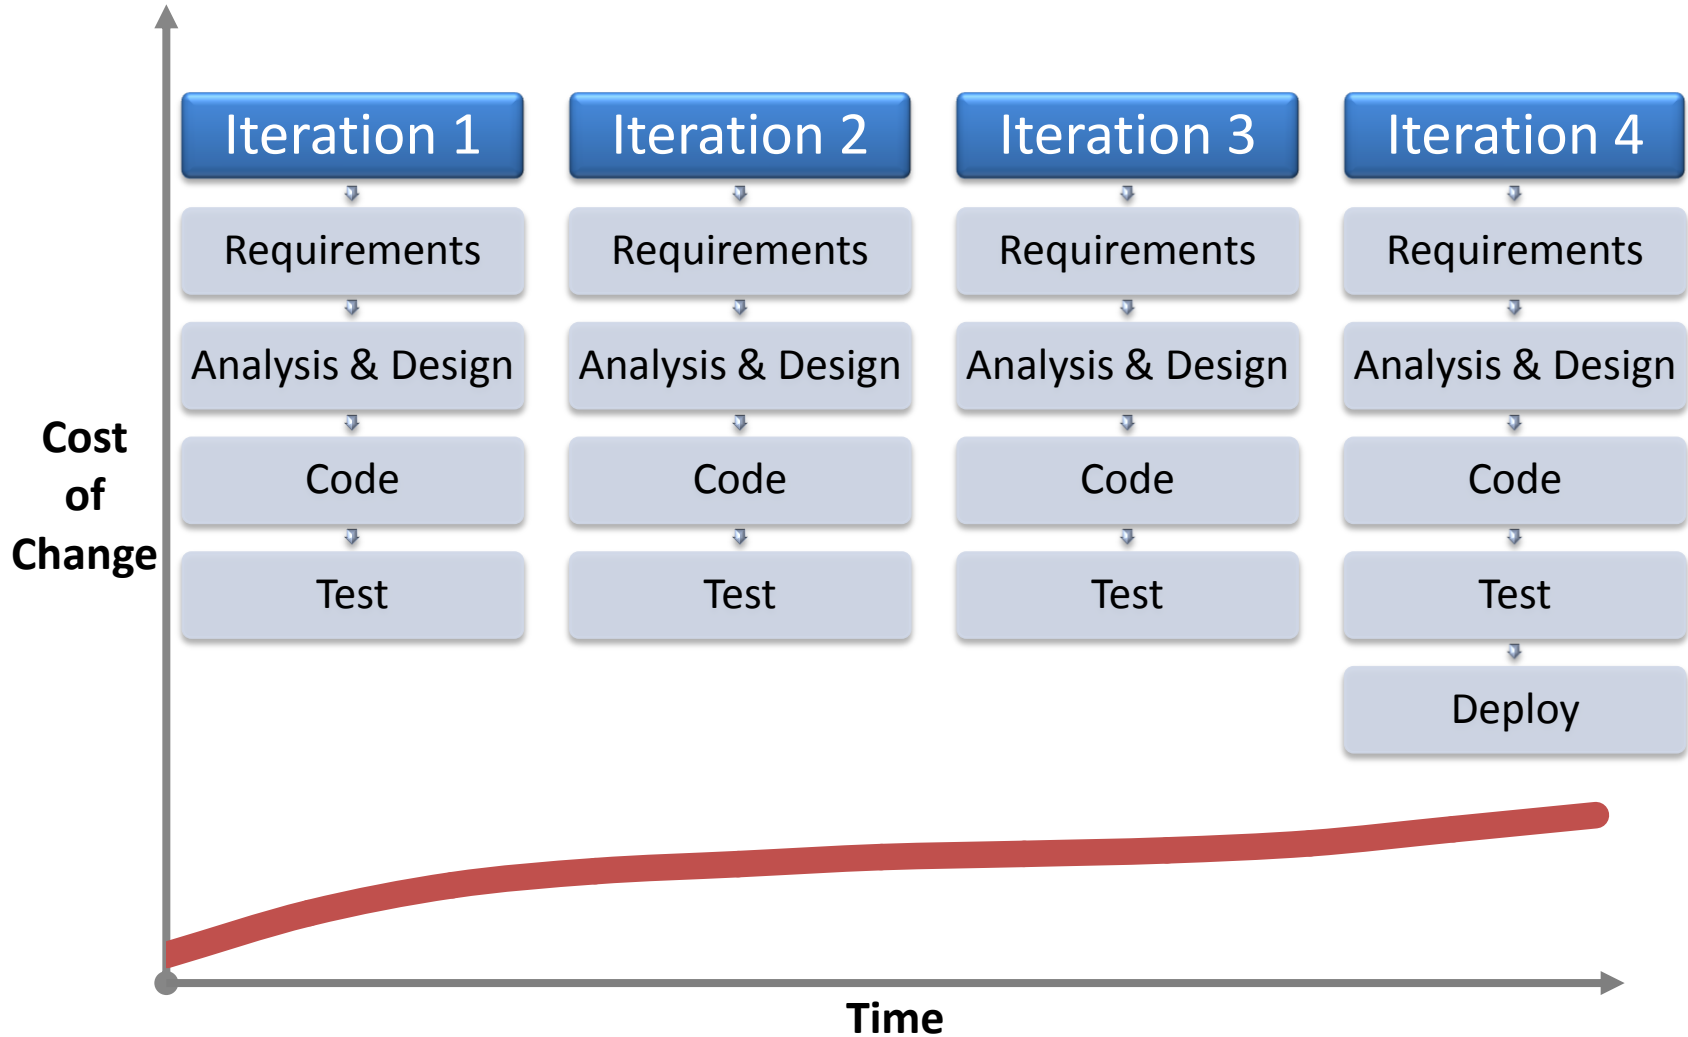 Iteration 1
Requirements
Analysis & Design
Code
Test
Iteration 2
Requirements
Analysis & Design
Code
Test
Iteration 3
Requirements
Analysis & Design
Code
Test
Iteration 4
Requirements
Analysis & Design
Code
Test
Deploy
Cost
of
Change
Time